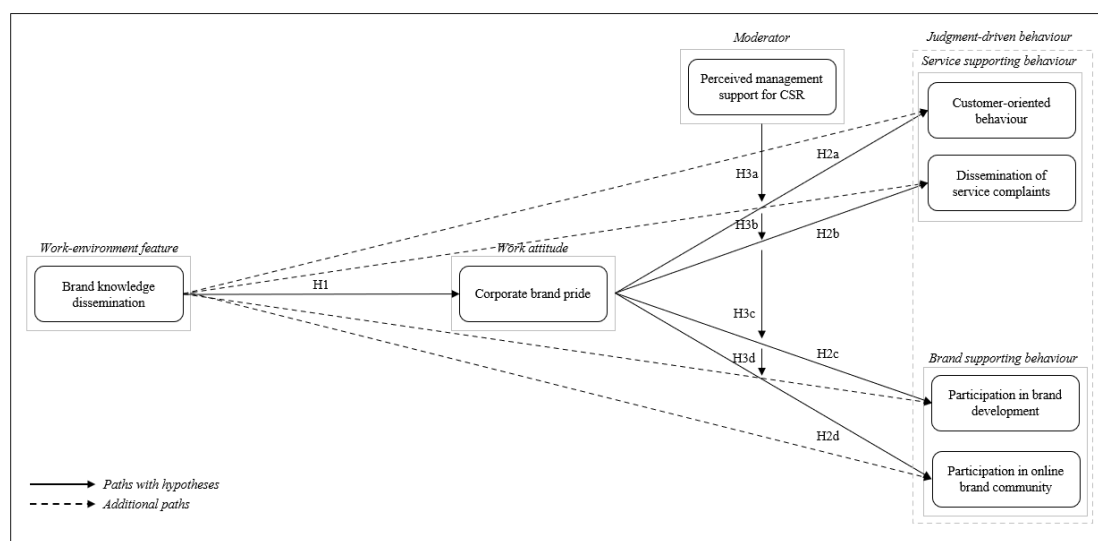 Moderator
Judgment-driven behaviour
Service supporting behaviour
Perceived management
support for CSR
Customer-oriented
behaviour
H2a
H3a
Dissemination of
service complaints
H3b
H2b
Work-environment feature
Work attitude
Brand knowledge
dissemination
H1
Corporate brand pride
H3c
H3d
H2c
Brand supporting behaviour
Participation in brand
development
H2d
Participation in online
brand community
Paths with hypotheses
Additional paths